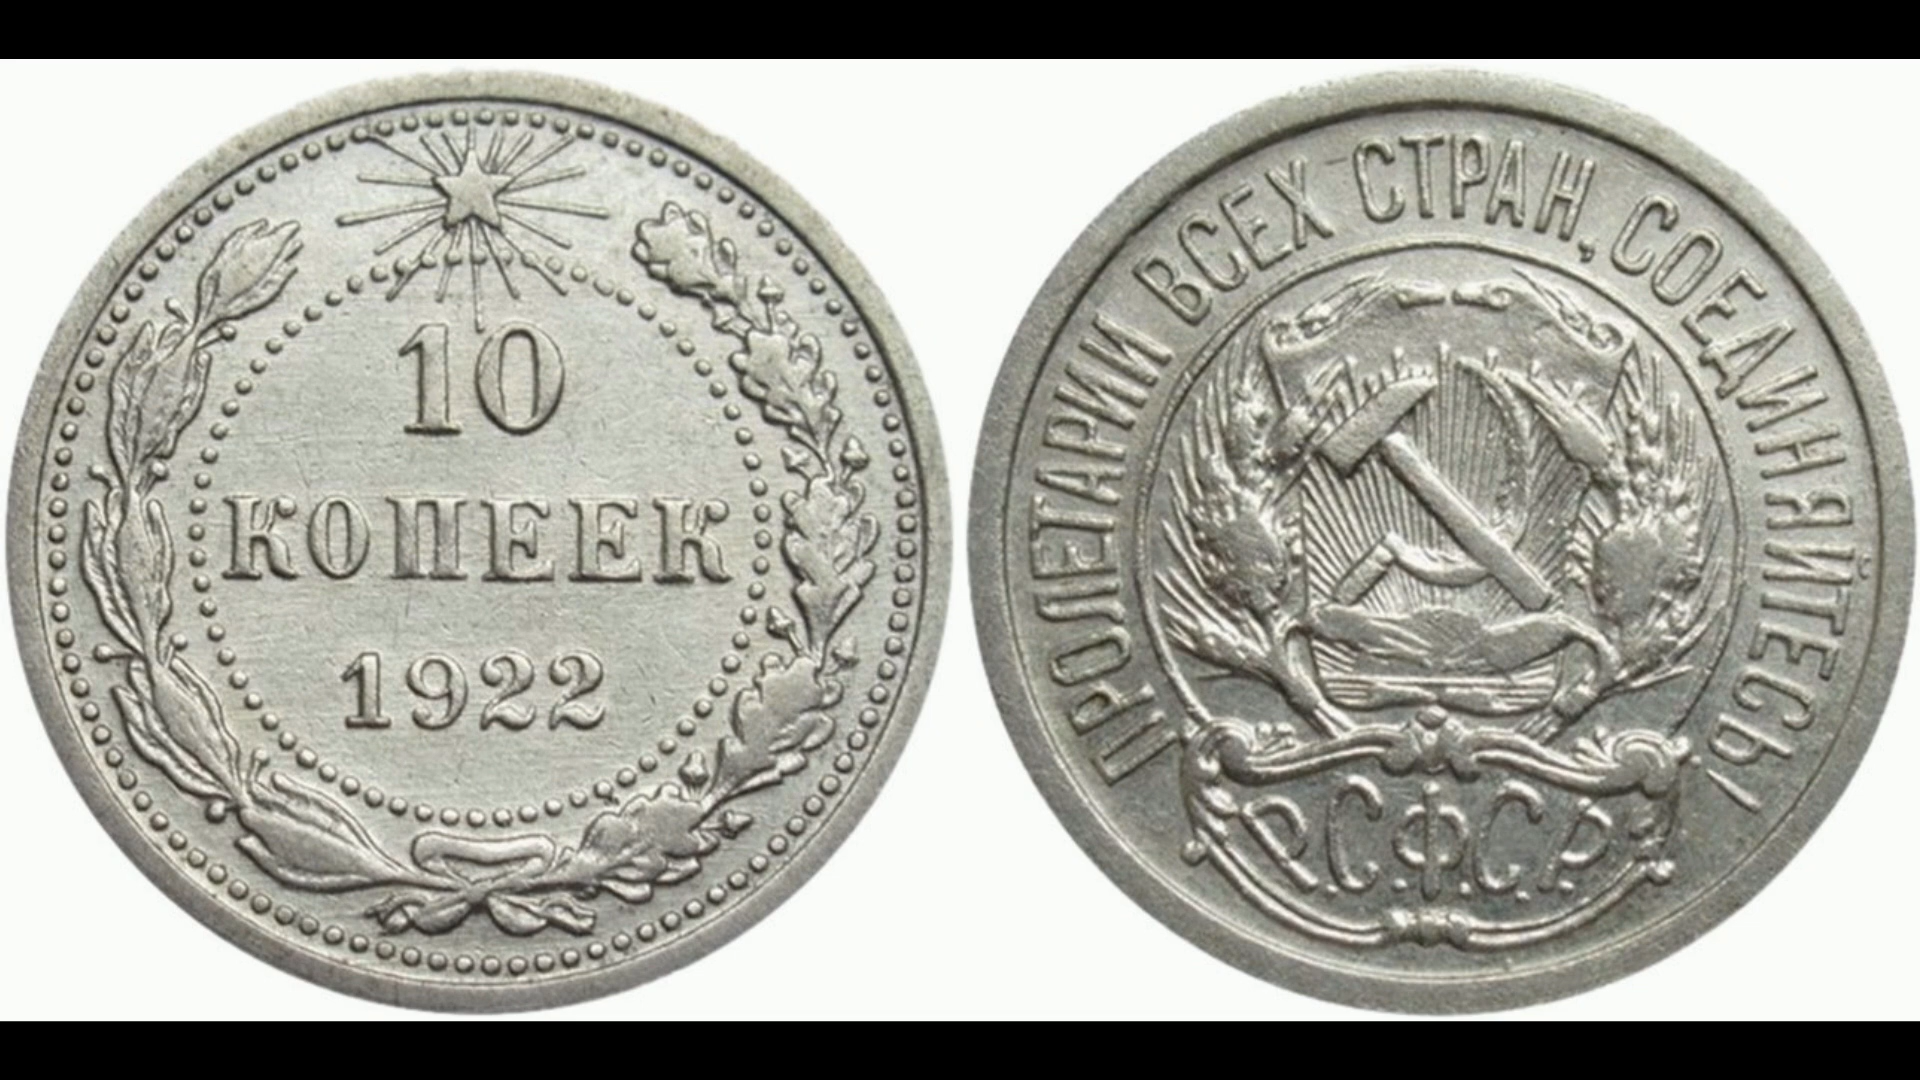 10
КОПЕЕК
1922
ПРОЛЕТАРИИ ВСЕХ СТРАН, СОЕДИНЯЙТЕСЬ!
Р.С.Ф.С.Р.